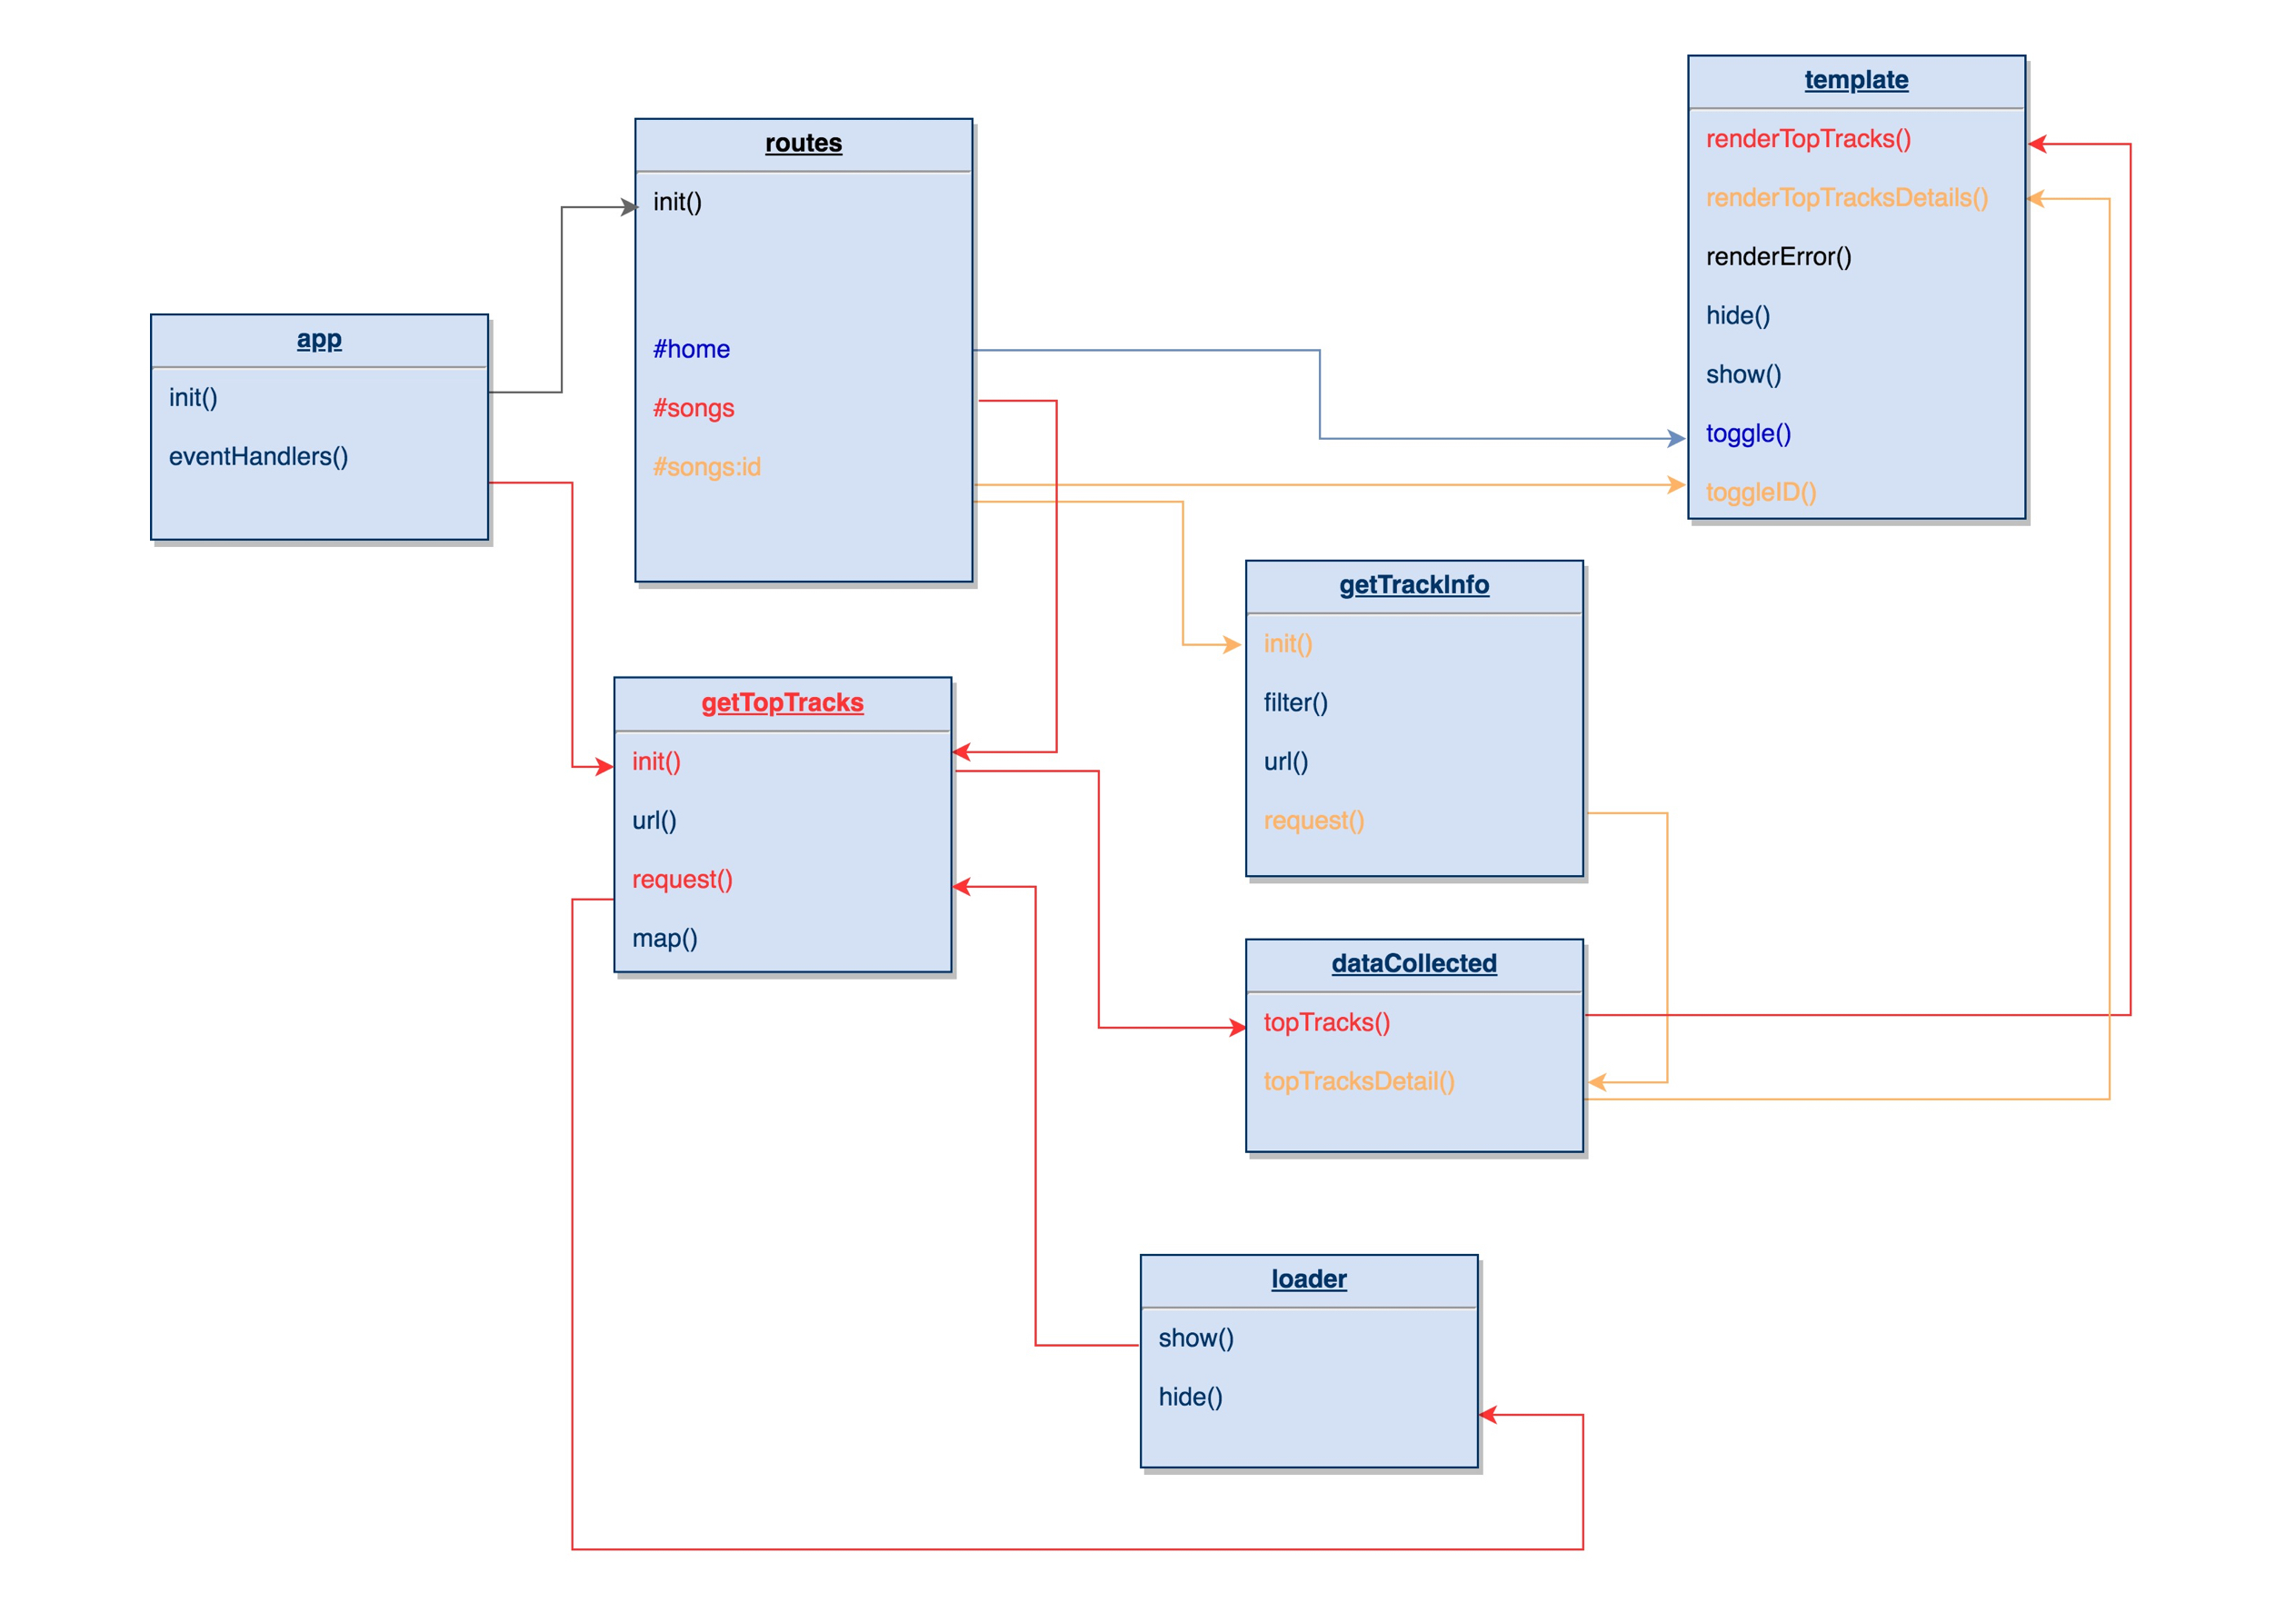 template
renderTopTracks()
renderTopTracksDetails()
renderError()
hide()
show()
toggle()
toggleID()
routes
init()
#home
#songs
#songs:id
app
init()
eventHandlers()
getTrackInfo
init()
filter()
url()
request()
getTopTracks
init()
url()
request()
map()
dataCollected
topTracks()
topTracksDetail()
loader
show()
hide()